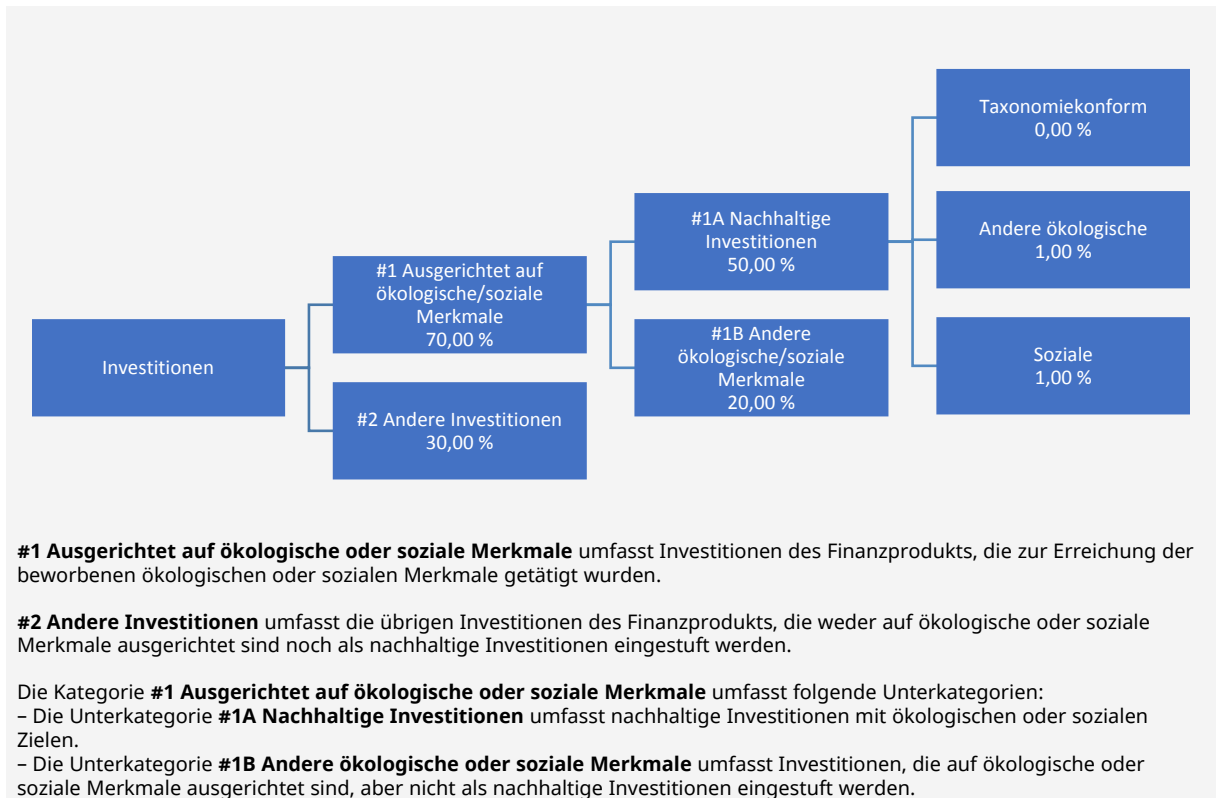 Investitionen
#1 Ausgerichtet auf
ökologische/soziale
Merkmale
70,00 %
#2 Andere Investitionen
30,00 %
#1A Nachhaltige
Investitionen
50,00 %
#1B Andere
ökologische/soziale
Merkmale
20,00 %
Taxonomiekonform
0,00 %
Andere ökologische
1,00 %
Soziale
1,00 %
#1 Ausgerichtet auf ökologische oder soziale Merkmale umfasst Investitionen des Finanzprodukts, die zur Erreichung der
beworbenen ökologischen oder sozialen Merkmale getätigt wurden.
#2 Andere Investitionen umfasst die übrigen Investitionen des Finanzprodukts, die weder auf ökologische oder soziale
Merkmale ausgerichtet sind noch als nachhaltige Investitionen eingestuft werden.
Die Kategorie #1 Ausgerichtet auf ökologische oder soziale Merkmale umfasst folgende Unterkategorien:
– Die Unterkategorie #1A Nachhaltige Investitionen umfasst nachhaltige Investitionen mit ökologischen oder sozialen
Zielen.
– Die Unterkategorie #1B Andere ökologische oder soziale Merkmale umfasst Investitionen, die auf ökologische oder
soziale Merkmale ausgerichtet sind, aber nicht als nachhaltige Investitionen eingestuft werden.